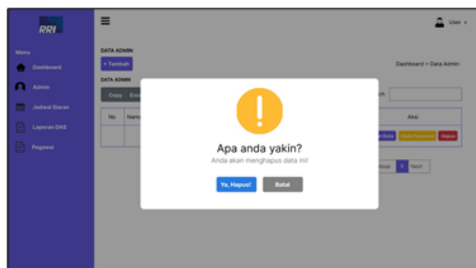 RRI
User
Menu
Dashboard
Admin
Jadwal Siaran
Laporan DAS
Pegawai
DATA ADMIN
+ Tambah
Dashboard > Data Admin
DATA ADMIN
Copy
No
Nama
Aksi
Hapus
Next
Apa anda yakin?
Anda akan menghapus data ini!
Ya, Hapus!
Batal